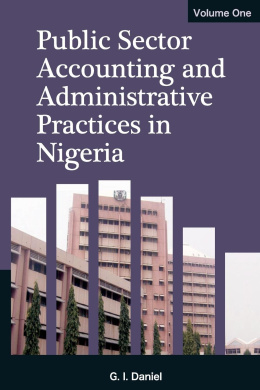 Volume One
Public Sector
Accounting and
Administrative
Practices in
Nigeria
G. I. Daniel